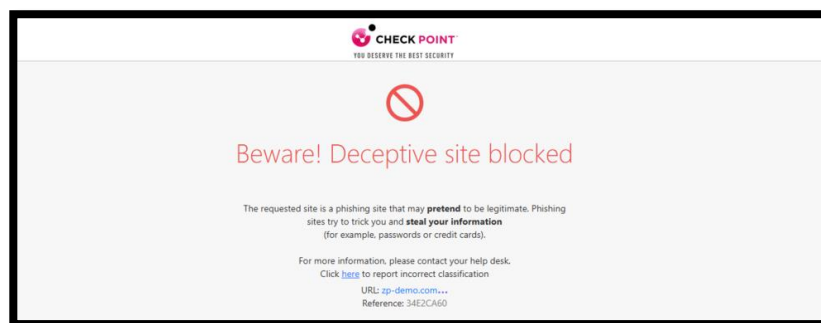 CHECK POINT
YOU DESERVE THE BEST SECURITY
Beware! Deceptive site blocked
The requested site is a phishing site that may pretend to be legitimate. Phishing
sites try to trick you and steal your information
(for example, passwords or credit cards).
For more information, please contact your help desk.
Click here to report incorrect classification
URL: zp-demo.com...
Reference: 34E2CA60